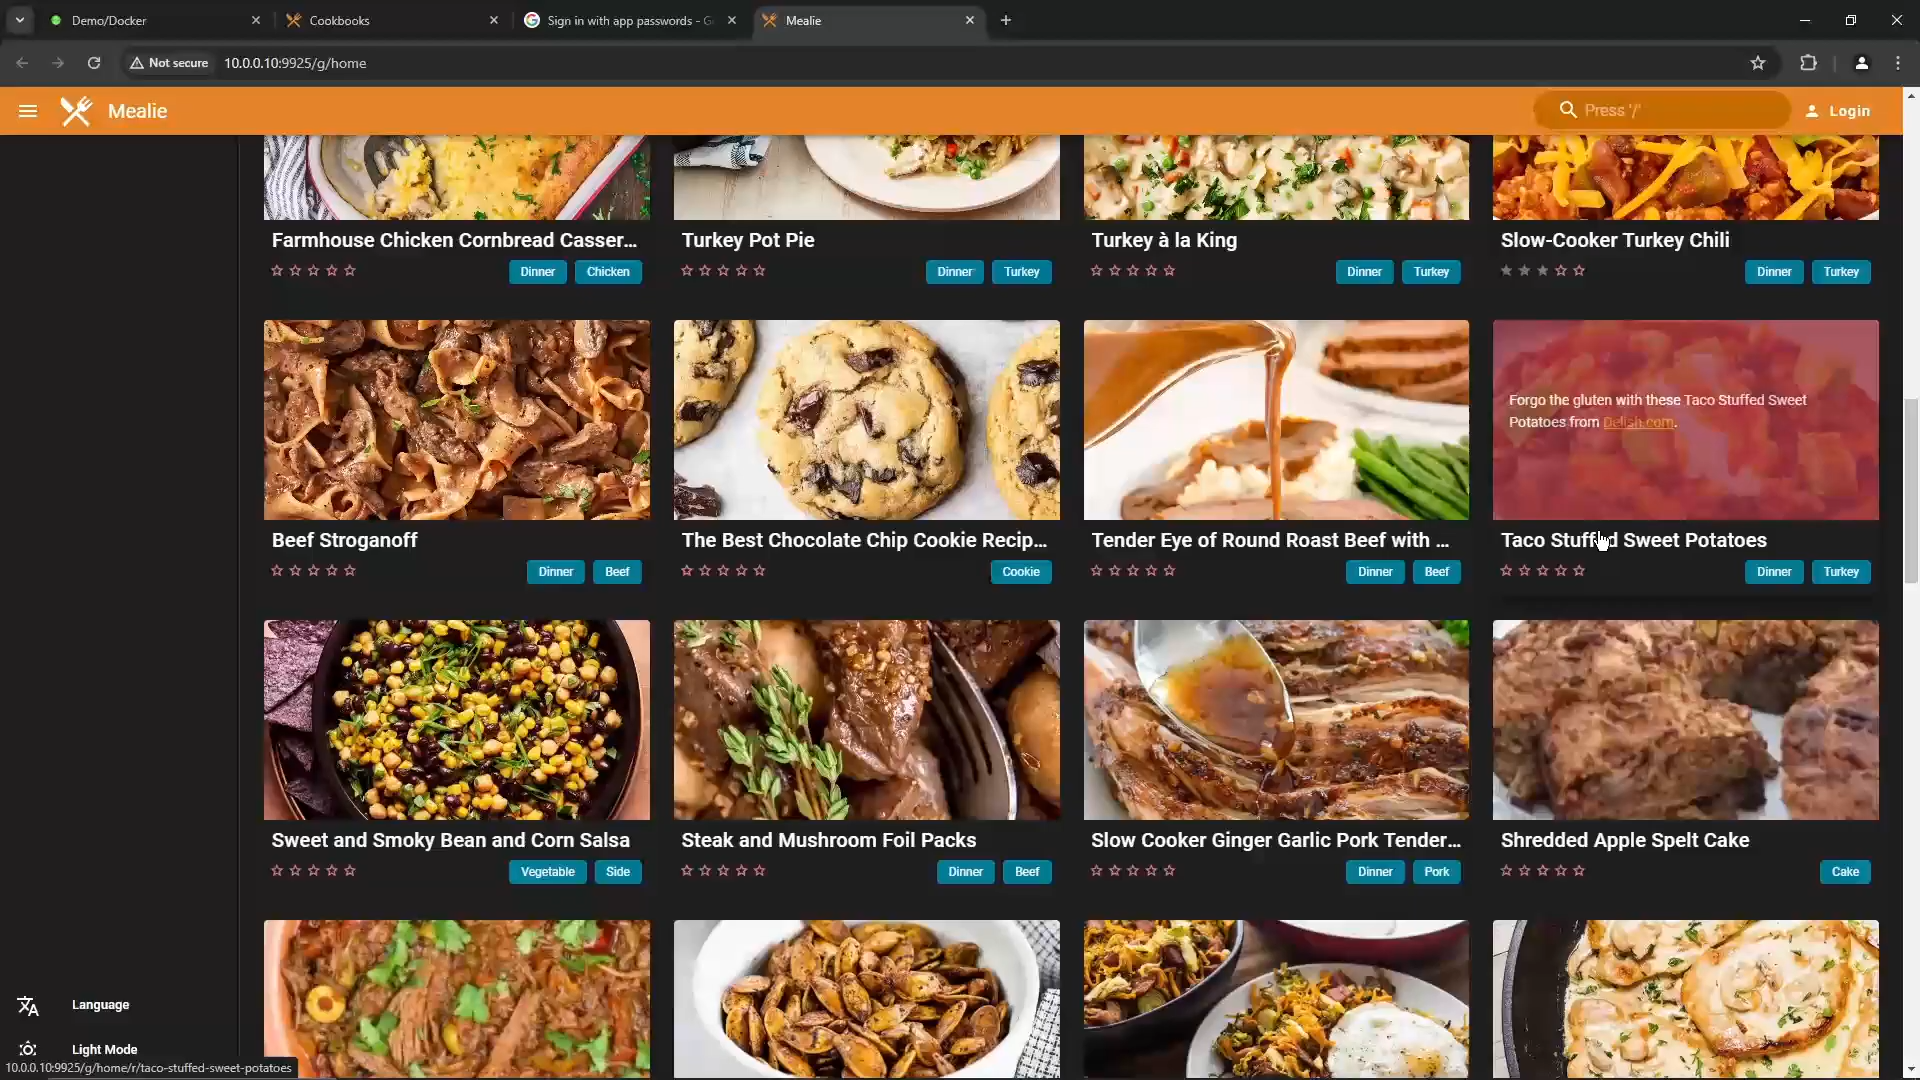 Demo/Docker
Cookbooks
Sign in with app passwords - G
Mealie
Not secure
10.0.0.10:9925/g/home
Mealie
Press '/'
Login
Farmhouse Chicken Cornbread Casser...
Dinner
Chicken
Turkey Pot Pie
Dinner
Turkey
Turkey à la King
Dinner
Turkey
Slow-Cooker Turkey Chili
Dinner
Turkey
Forgo the gluten with these Taco Stuffed Sweet
Potatoes from Delish.com.
Beef Stroganoff
Dinner
Beef
The Best Chocolate Chip Cookie Recip...
Cookie
Tender Eye of Round Roast Beef with ...
Dinner
Beef
Taco Stuffed Sweet Potatoes
Dinner
Turkey
Sweet and Smoky Bean and Corn Salsa
Vegetable
Side
Steak and Mushroom Foil Packs
Dinner
Beef
Slow Cooker Ginger Garlic Pork Tender...
Dinner
Pork
Shredded Apple Spelt Cake
Cake
Language
Light Mode
10.0.0.10:9925/g/home/r/taco-stuffed-sweet-potatoes